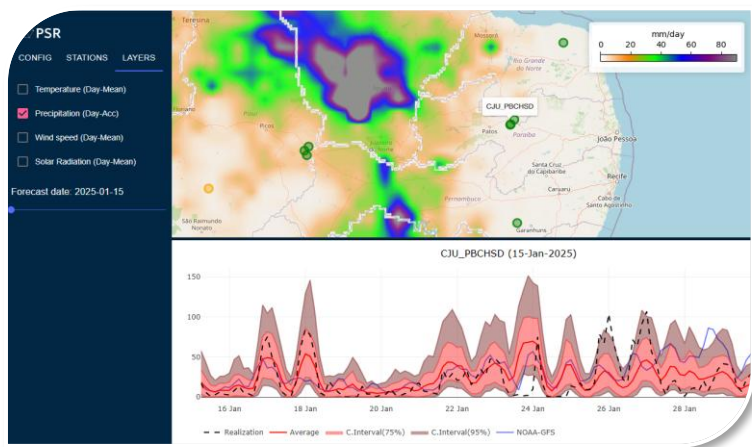 PSR
CONFIG STATIONS LAYERS
Temperature (Day-Mean)
Precipitation (Day-Acc)
Wind speed (Day-Mean)
Solar Radiation (Day-Mean)
Forecast date: 2025-01-15
Teresina
Mossoró
Rio Grande
do Norte
mm/day
0 20 40 60 80
CJU_PBCHSD
Picos
Patos
Paraíba
João Pessoa
Santa Cruz
do Capibaribe
Recife
Caruaru
Pernambuco
Cabo de
Santo Agostinho
São Raimundo
Nonato
Garanhuns
CJU_PBCHSD (15-Jan-2025)
150
100
50
0
16 Jan 18 Jan 20 Jan 22 Jan 24 Jan 26 Jan 28 Jan
Realization Average C.Interval(75%) C.Interval(95%) NOAA-GFS